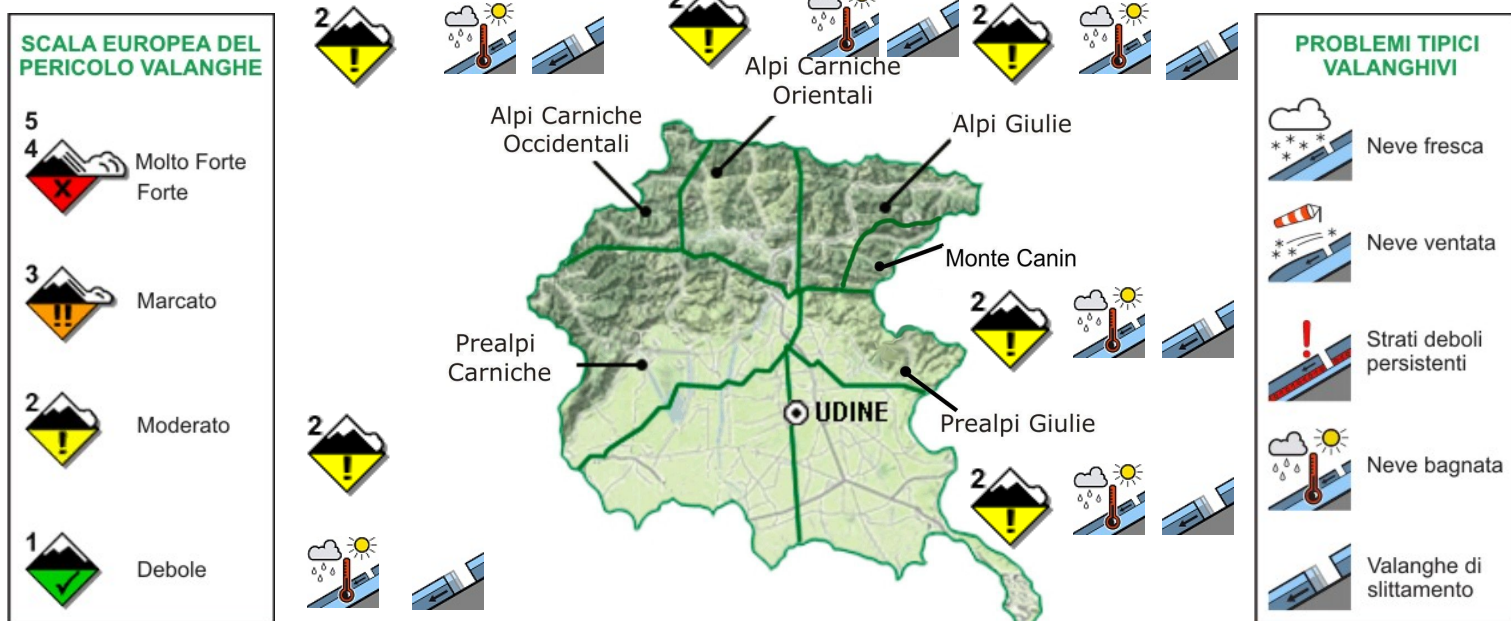 SCALA EUROPEA DEL
PERICOLO VALANGHE
5
4
Molto Forte
Forte
3
Marcato
2
Moderato
1
Debole
2
2
2
Alpi Carniche
Orientali
Alpi Carniche
Occidentali
Alpi Giulie
Monte Canin
2
Prealpi
Carniche
UDINE
Prealpi Giulie
2
2
PROBLEMI TIPICI
VALANGHIVI
Neve fresca
Neve ventata
Strati deboli
persistenti
Neve bagnata
Valanghe di
slittamento